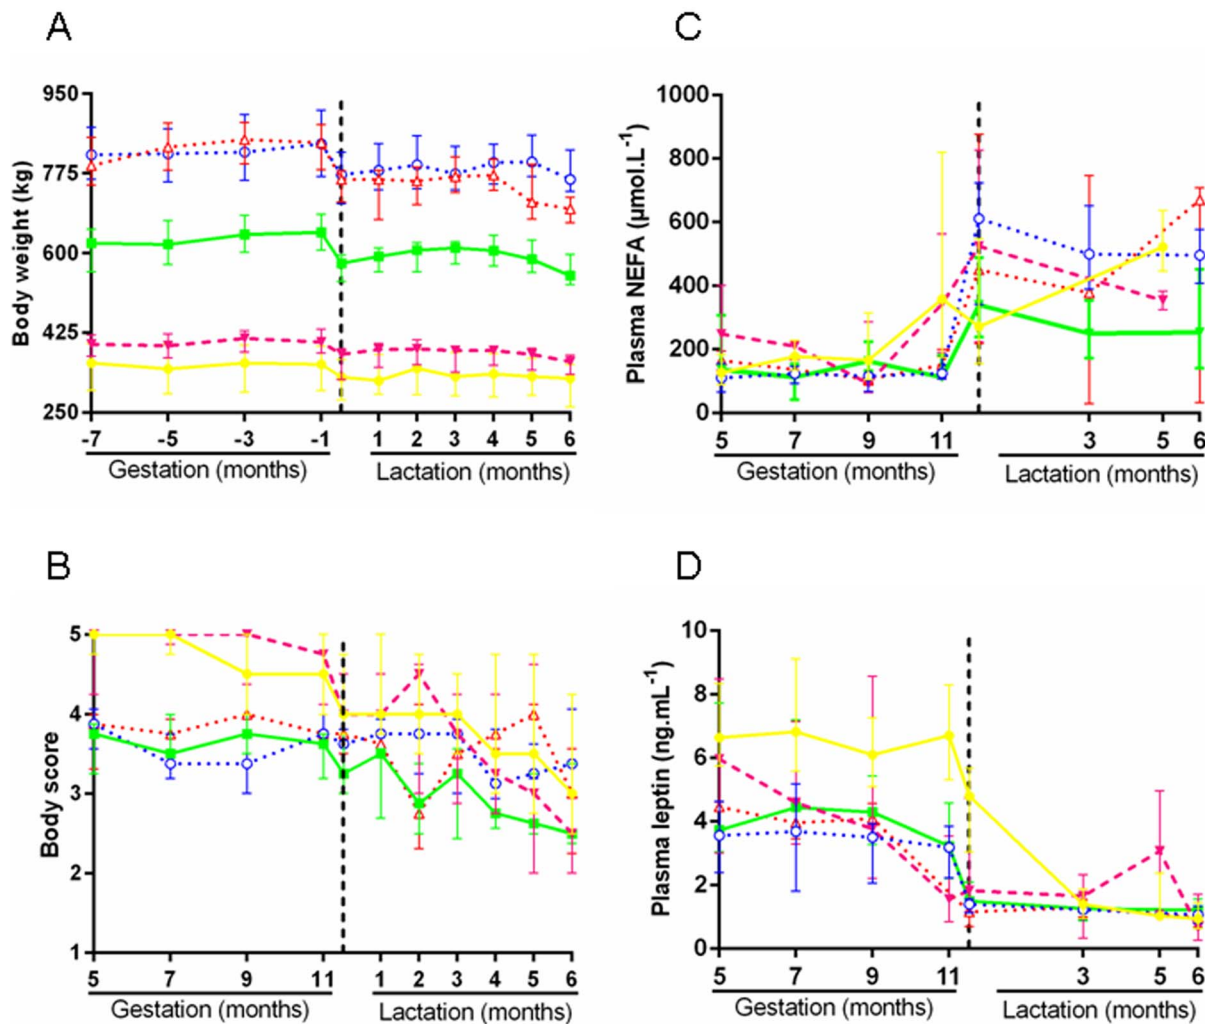 A
Body weight (kg)
950
775
600
425
250
-7 -5 -3 -1 1 2 3 4 5 6
Gestation (months) Lactation (months)
C
Plasma NEFA (µmol.L⁻¹)
1000
800
600
400
200
0
5 7 9 11 3 5 6
Gestation (months) Lactation (months)
B
Body score
5
4
3
2
1
5 7 9 11 1 2 3 4 5 6
Gestation (months) Lactation (months)
D
Plasma leptin (ng.mL⁻¹)
10
8
6
4
2
0
5 7 9 11 3 5 6
Gestation (months) Lactation (months)